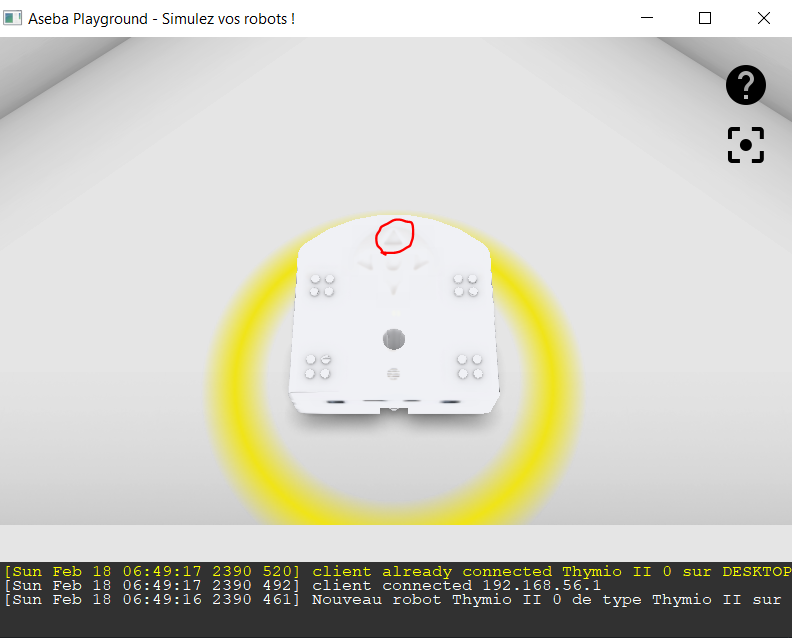 Aseba Playground - Simulez vos robots !
?
[Sun Feb 18 06:49:17 2390 520] client already connected Thymio II 0 sur DESKTOP
[Sun Feb 18 06:49:17 2390 492] client connected 192.168.56.1
[Sun Feb 18 06:49:16 2390 461] Nouveau robot Thymio II 0 de type Thymio II sur